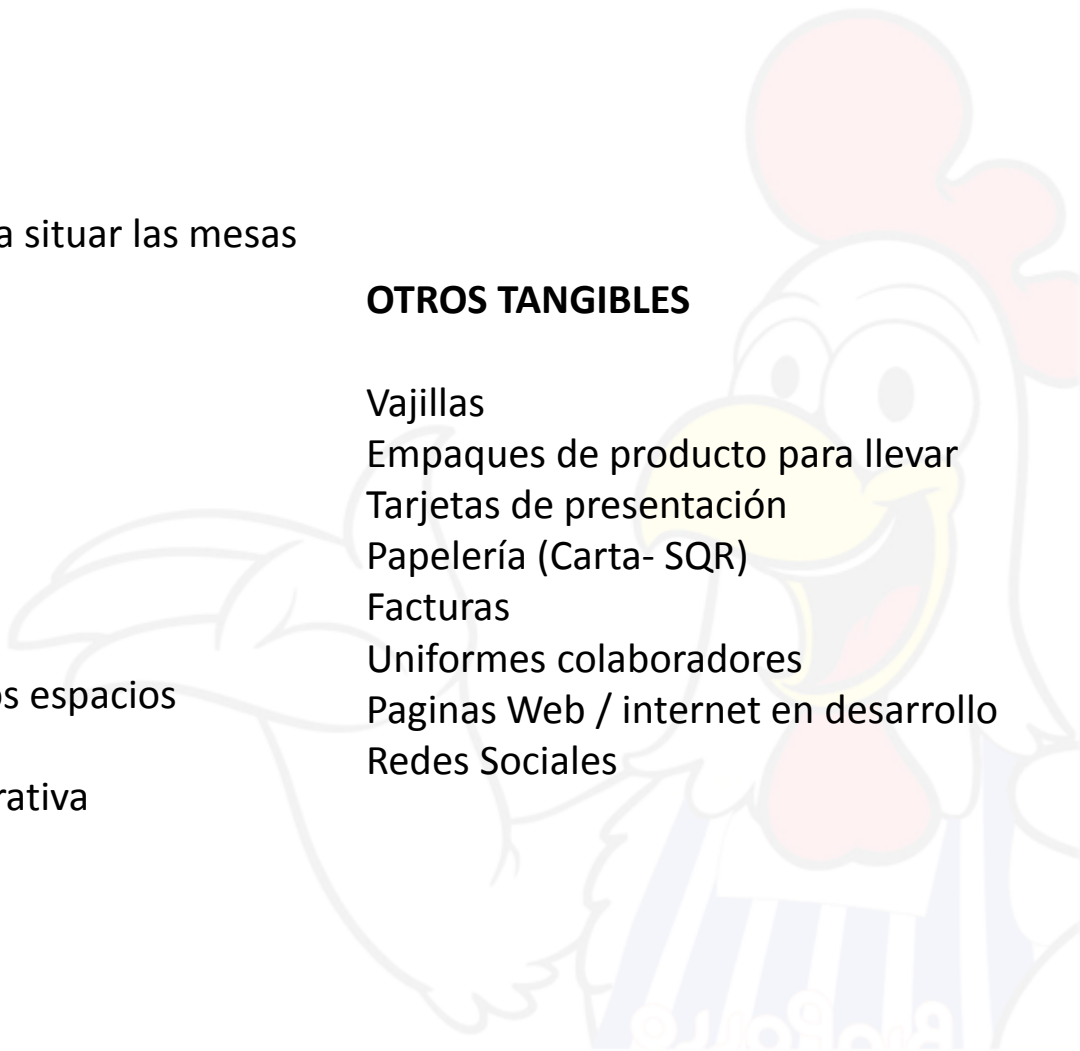 a situar las mesas
os espacios
rativa
OTROS TANGIBLES
Vajillas
Empaques de producto para llevar
Tarjetas de presentación
Papelería (Carta- SQR)
Facturas
Uniformes colaboradores
Paginas Web / internet en desarrollo
Redes Sociales